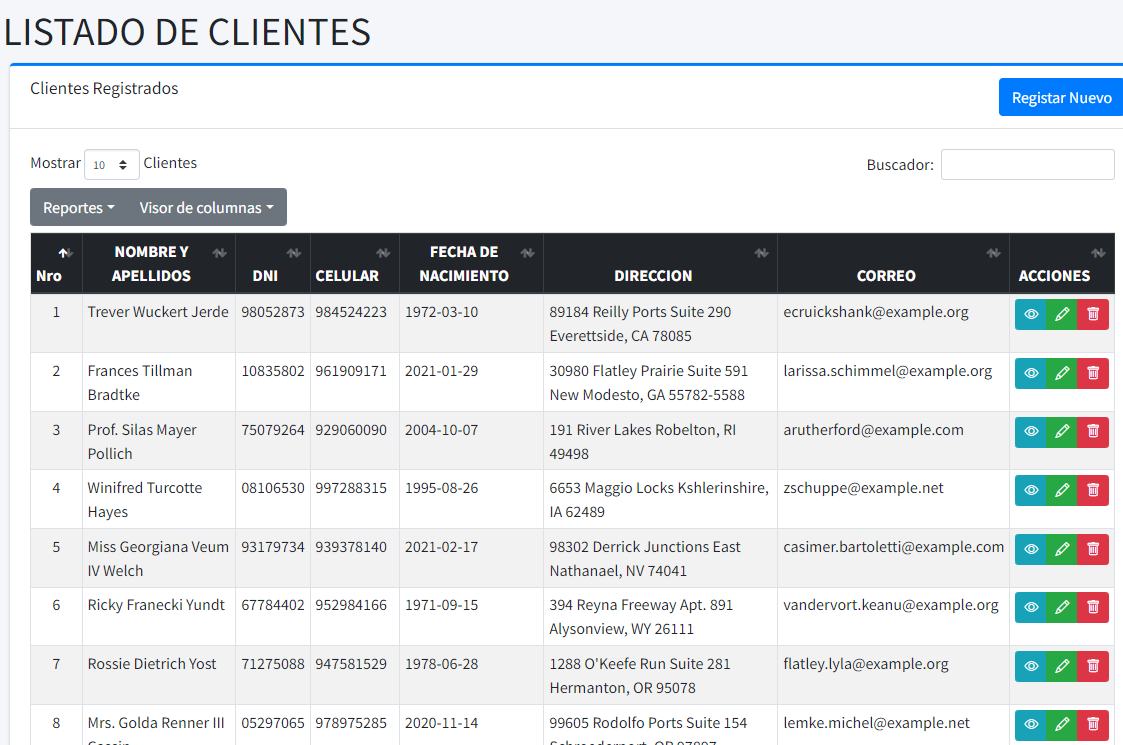 LISTADO DE CLIENTES
Clientes Registrados
Registar Nuevo
Mostrar 10 Clientes
Buscador:
Reportes Visor de columnas
Nro NOMBRE Y APELLIDOS DNI CELULAR FECHA DE NACIMIENTO DIRECCION CORREO ACCIONES
1 Trever Wuckert Jerde 98052873 984524223 1972-03-10 89184 Reilly Ports Suite 290 ecruickshank@example.org
Everettside, CA 78085
2 Frances Tillman 10835802 961909171 2021-01-29 30980 Flatley Prairie Suite 591 larissa.schimmel@example.org
Bradtke New Modesto, GA 55782-5588
3 Prof. Silas Mayer 75079264 929060090 2004-10-07 191 River Lakes Robelton, RI arutherford@example.com
Pollich 49498
4 Winifred Turcotte 08106530 997288315 1995-08-26 6653 Maggio Locks Kshlerinshire, zschuppe@example.net
Hayes IA 62489
5 Miss Georgiana Veum 93179734 939378140 2021-02-17 98302 Derrick Junctions East casimer.bartoletti@example.com
IV Welch Nathanael, NV 74041
6 Ricky Franecki Yundt 67784402 952984166 1971-09-15 394 Reyna Freeway Apt. 891 vandervort.keanu@example.org
Alysonview, WY 26111
7 Rossie Dietrich Yost 71275088 947581529 1978-06-28 1288 O'Keefe Run Suite 281 flatley.lyla@example.org
Hermanton, OR 95078
8 Mrs. Golda Renner III 05297065 978975285 2020-11-14 99605 Rodolfo Ports Suite 154 lemke.michel@example.net